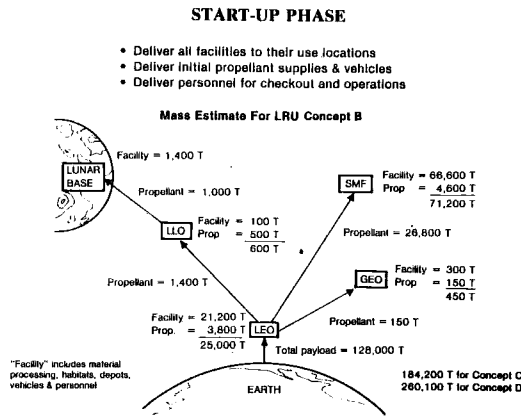 START-UP PHASE
• Deliver all facilities to their use locations
• Deliver initial propellant supplies & vehicles
• Deliver personnel for checkout and operations
Mass Estimate For LRU Concept B
Facility = 1,400 T
LUNAR
BASE
Propellant = 1,000 T
SMF
Facility = 66,600 T
Prop = 4,600 T
71,200 T
LLO
Facility = 100 T
Prop = 500 T
600 T
Propellant = 26,800 T
Propellant = 1,400 T
GEO
Facility = 300 T
Prop = 150 T
450 T
Facility = 21,200 T
Prop. = 3,800 T
25,000 T
LEO
Propellant = 150 T
Total payload = 128,000 T
"Facility" includes material
processing, habitats, depots,
vehicles & personnel
EARTH
184,200 T for Concept C
260,100 T for Concept D